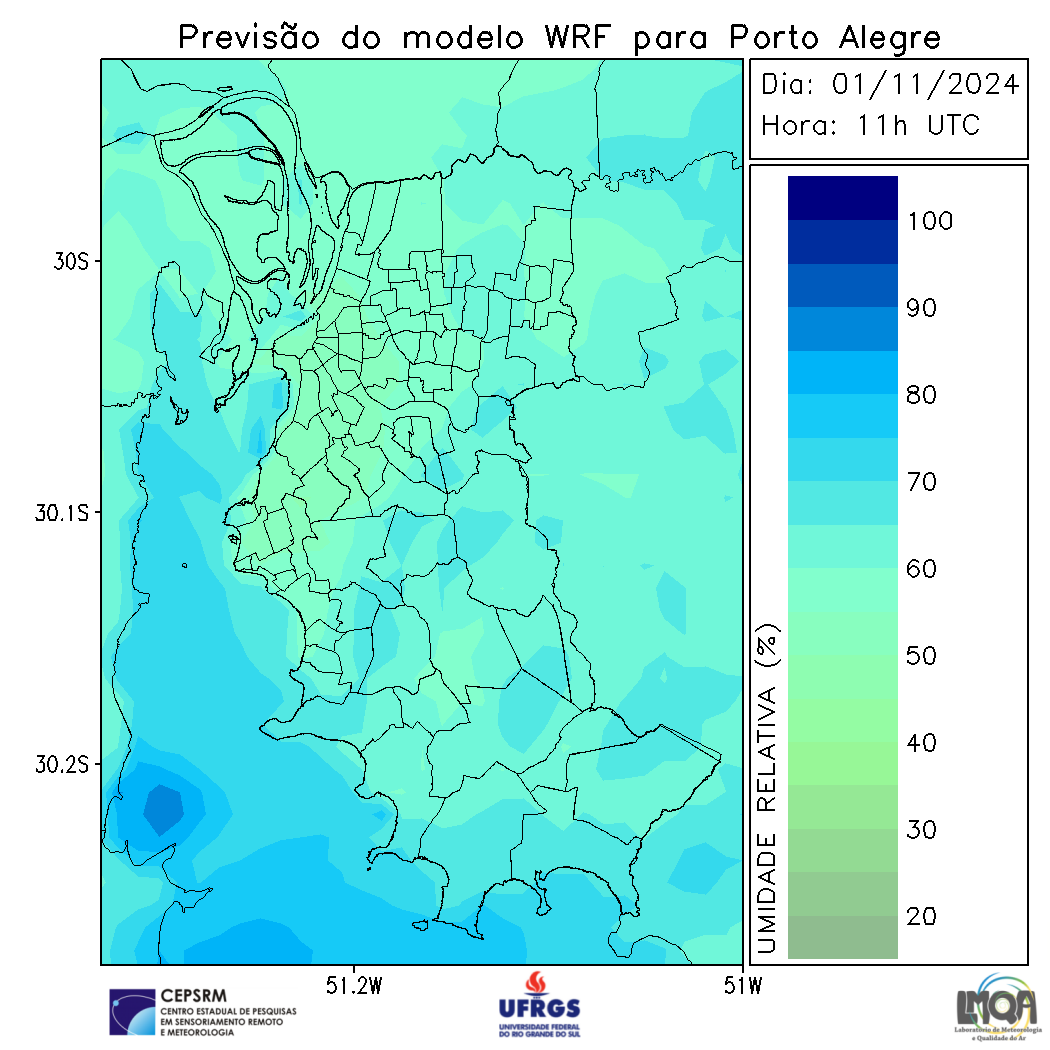 Previsão do modelo WRF para Porto Alegre
Dia: 01/11/2024
Hora: 11h UTC
30S
30.1S
30.2S
51.2W
51W
UMIDADE RELATIVA (%)
100
90
80
70
60
50
40
30
20
CEPSRM
CENTRO ESTADUAL DE PESQUISAS
EM SENSORIAMENTO REMOTO
E METEOROLOGIA
UFRGS
UNIVERSIDADE FEDERAL
DO RIO GRANDE DO SUL
LMQA
Laboratório de Meteorologia
e Qualidade do Ar